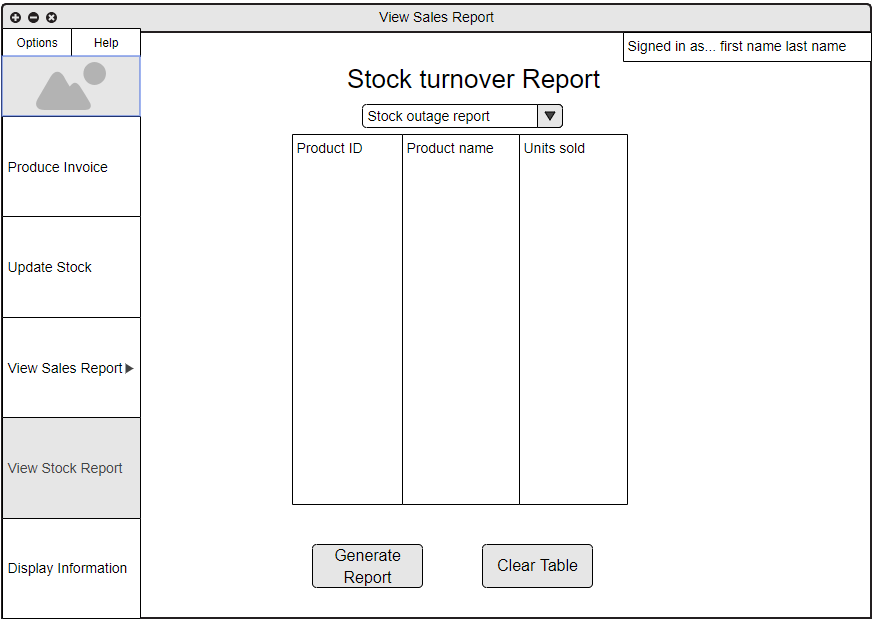 View Sales Report
Options
Help
Signed in as... first name last name
Stock turnover Report
Stock outage report
Product ID
Product name
Units sold
Produce Invoice
Update Stock
View Sales Report
View Stock Report
Display Information
Generate
Report
Clear Table